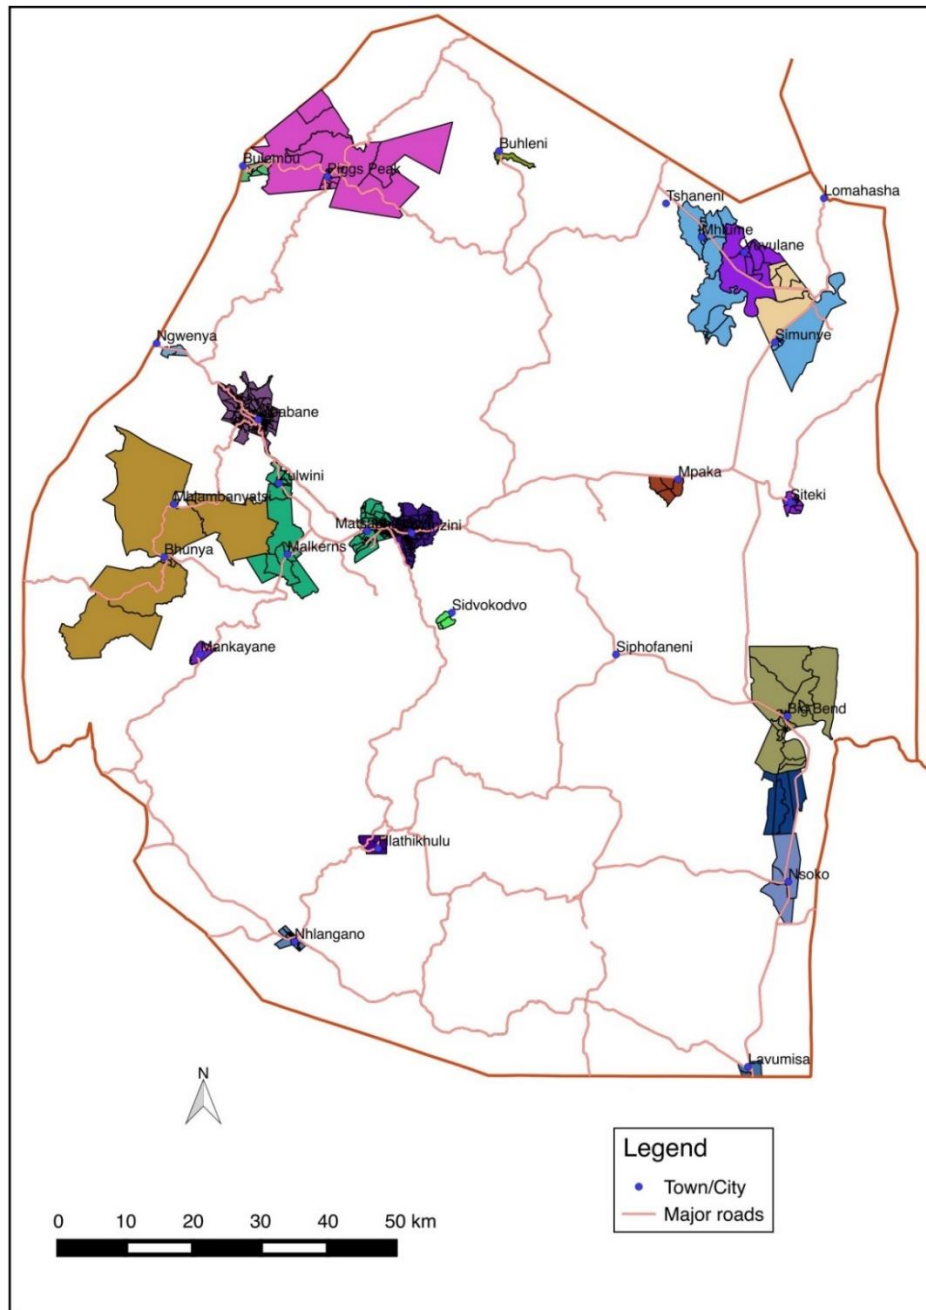 Buhleni
Bulembu
Piggs Peak
Lomahasha
Tshaneni
Mhlume
Vuvulane
Ngwenya
Simunye
Mpaka
Zulwini
Siteki
Bhunya
Malkerns
Sidvokodvo
Mankayane
Siphofaneni
Big Bend
Hlathikhulu
Nsoko
Nhlangano
Lavumisa
N
Legend
Town/City
Major roads
0 10 20 30 40 50 km